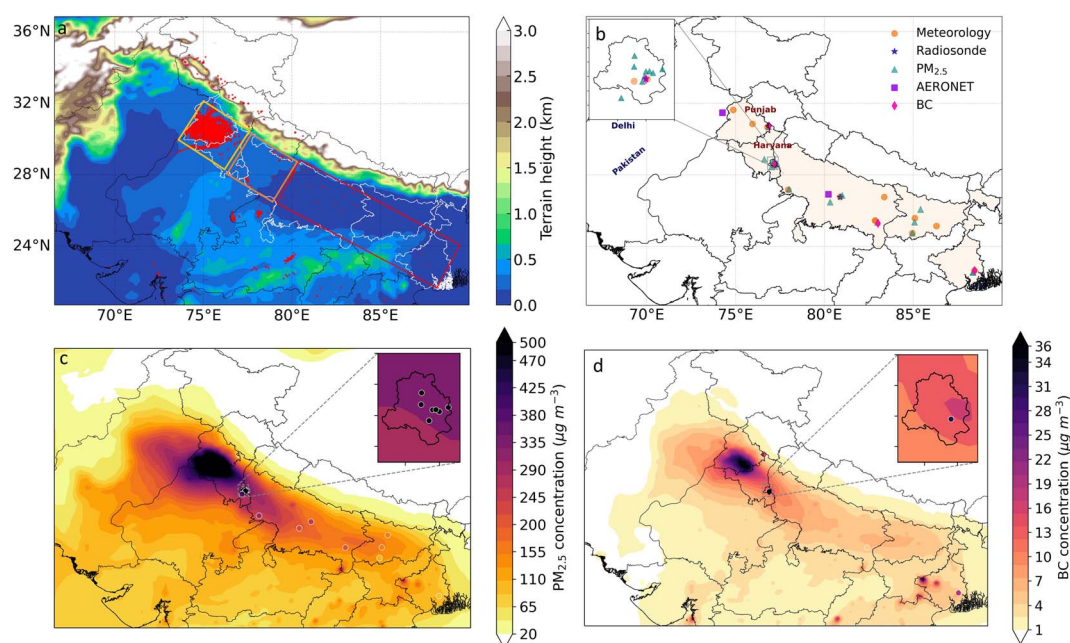 a
36°N
32°N
28°N
24°N
70°E
75°E
80°E
85°E
3.0
2.5
2.0
1.5
1.0
0.5
0.0
Terrain height (km)
b
Meteorology
Radiosonde
PM2.5
AERONET
BC
Punjab
Delhi
Haryana
Pakistan
70°E
75°E
80°E
85°E
c
500
470
425
380
335
290
245
200
155
110
65
20
PM2.5 concentration (μg m−3)
d
36
34
31
28
25
22
19
16
13
10
7
4
1
BC concentration (μg m−3)